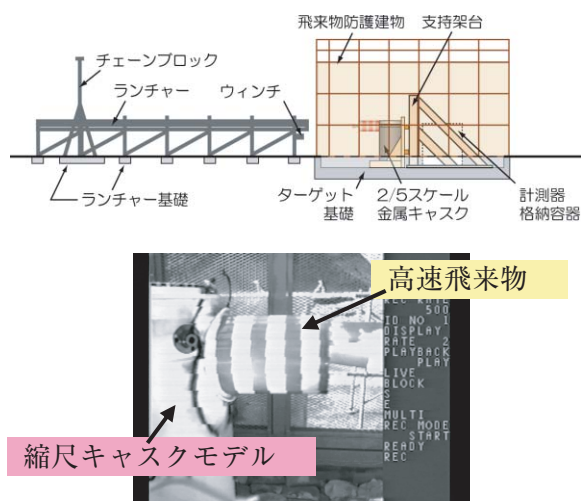 飛来物防護建物
支持架台
チェーンブロック
ランチャー
ウィンチ
ランチャー基礎
ターゲット
基礎
2/5スケール
金属キャスク
計測器
格納容器
高速飛来物
REC RATE
500
ID NO 1
DISPLAY
RATE 2
PLAYBACK
PLAY
LIVE
BLOCK
S
E
MULTI
REC MODE
START
READY
REC
縮尺キャスクモデル